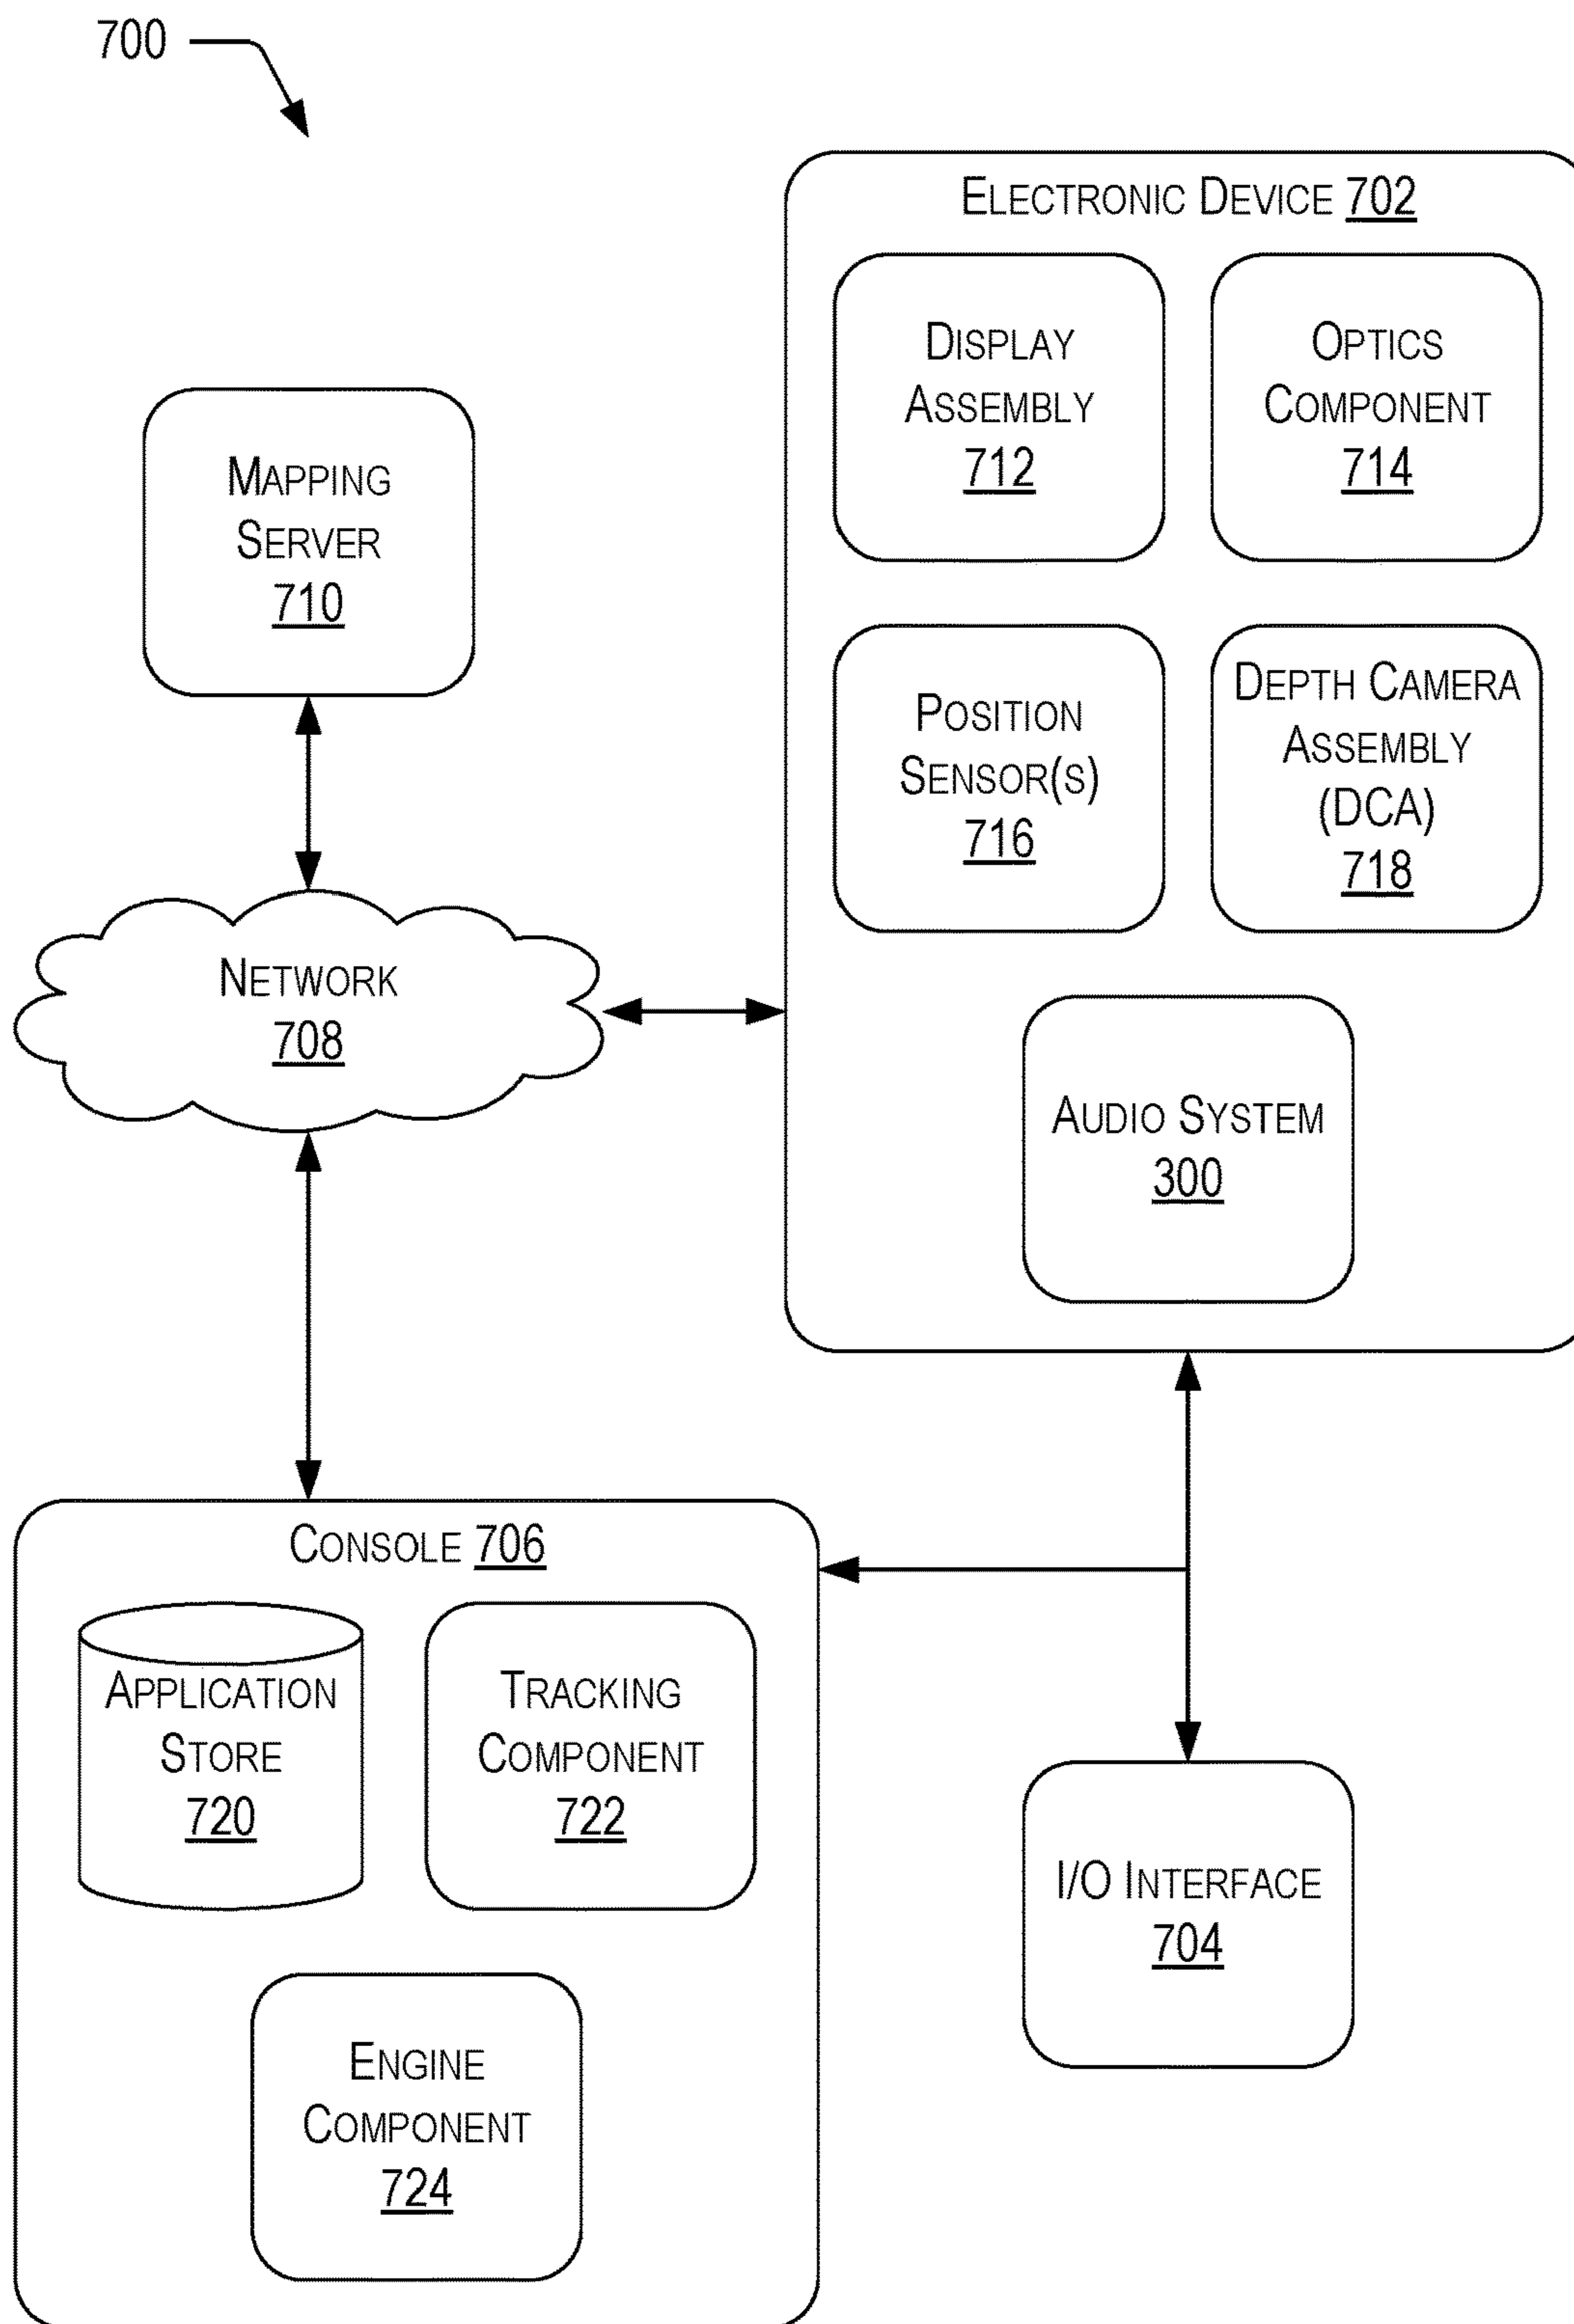 700
ELECTRONIC DEVICE 702
DISPLAY
ASSEMBLY
712
OPTICS
COMPONENT
714
MAPPING
SERVER
710
POSITION
SENSOR(S)
716
DEPTH CAMERA
ASSEMBLY
(DCA)
718
NETWORK
708
AUDIO SYSTEM
300
CONSOLE 706
APPLICATION
STORE
720
TRACKING
COMPONENT
722
I/O INTERFACE
704
ENGINE
COMPONENT
724